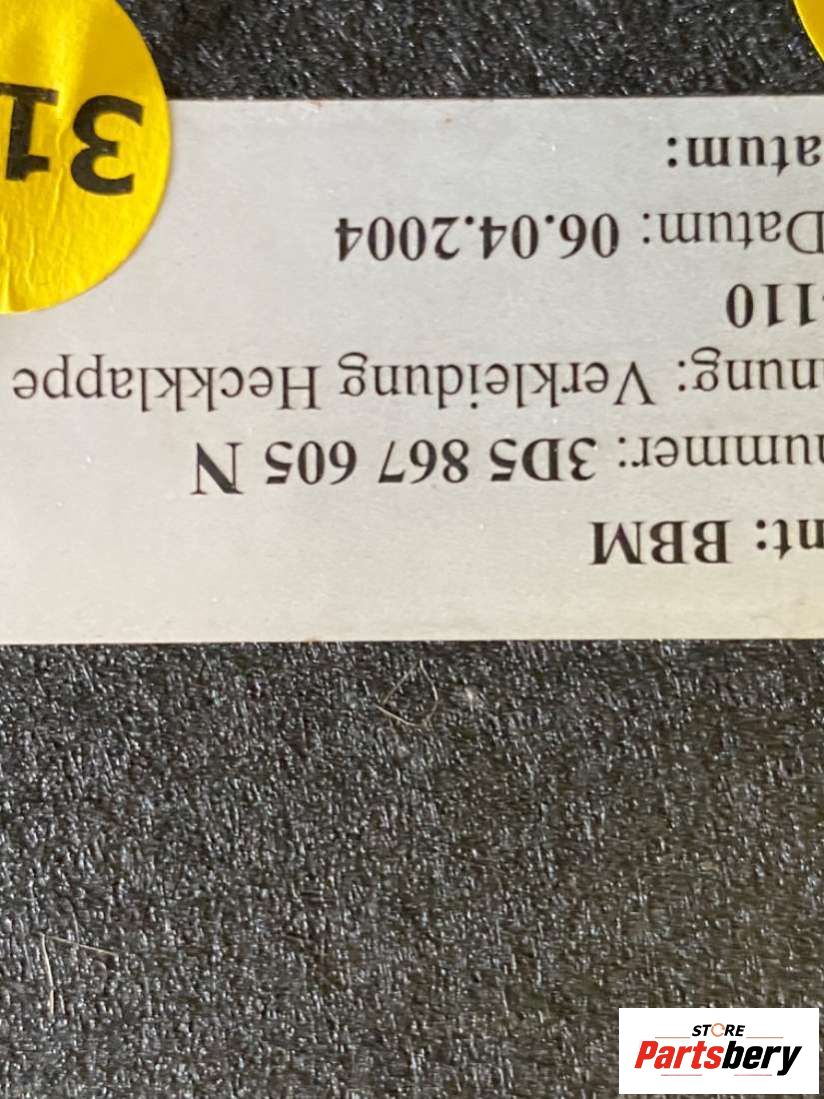 nt: BBM
nummer: 3D5 867 605 N
nung: Verkleidung Heckklappe
110
Datum: 06.04.2004
atum:
31
STORE
Partsbery